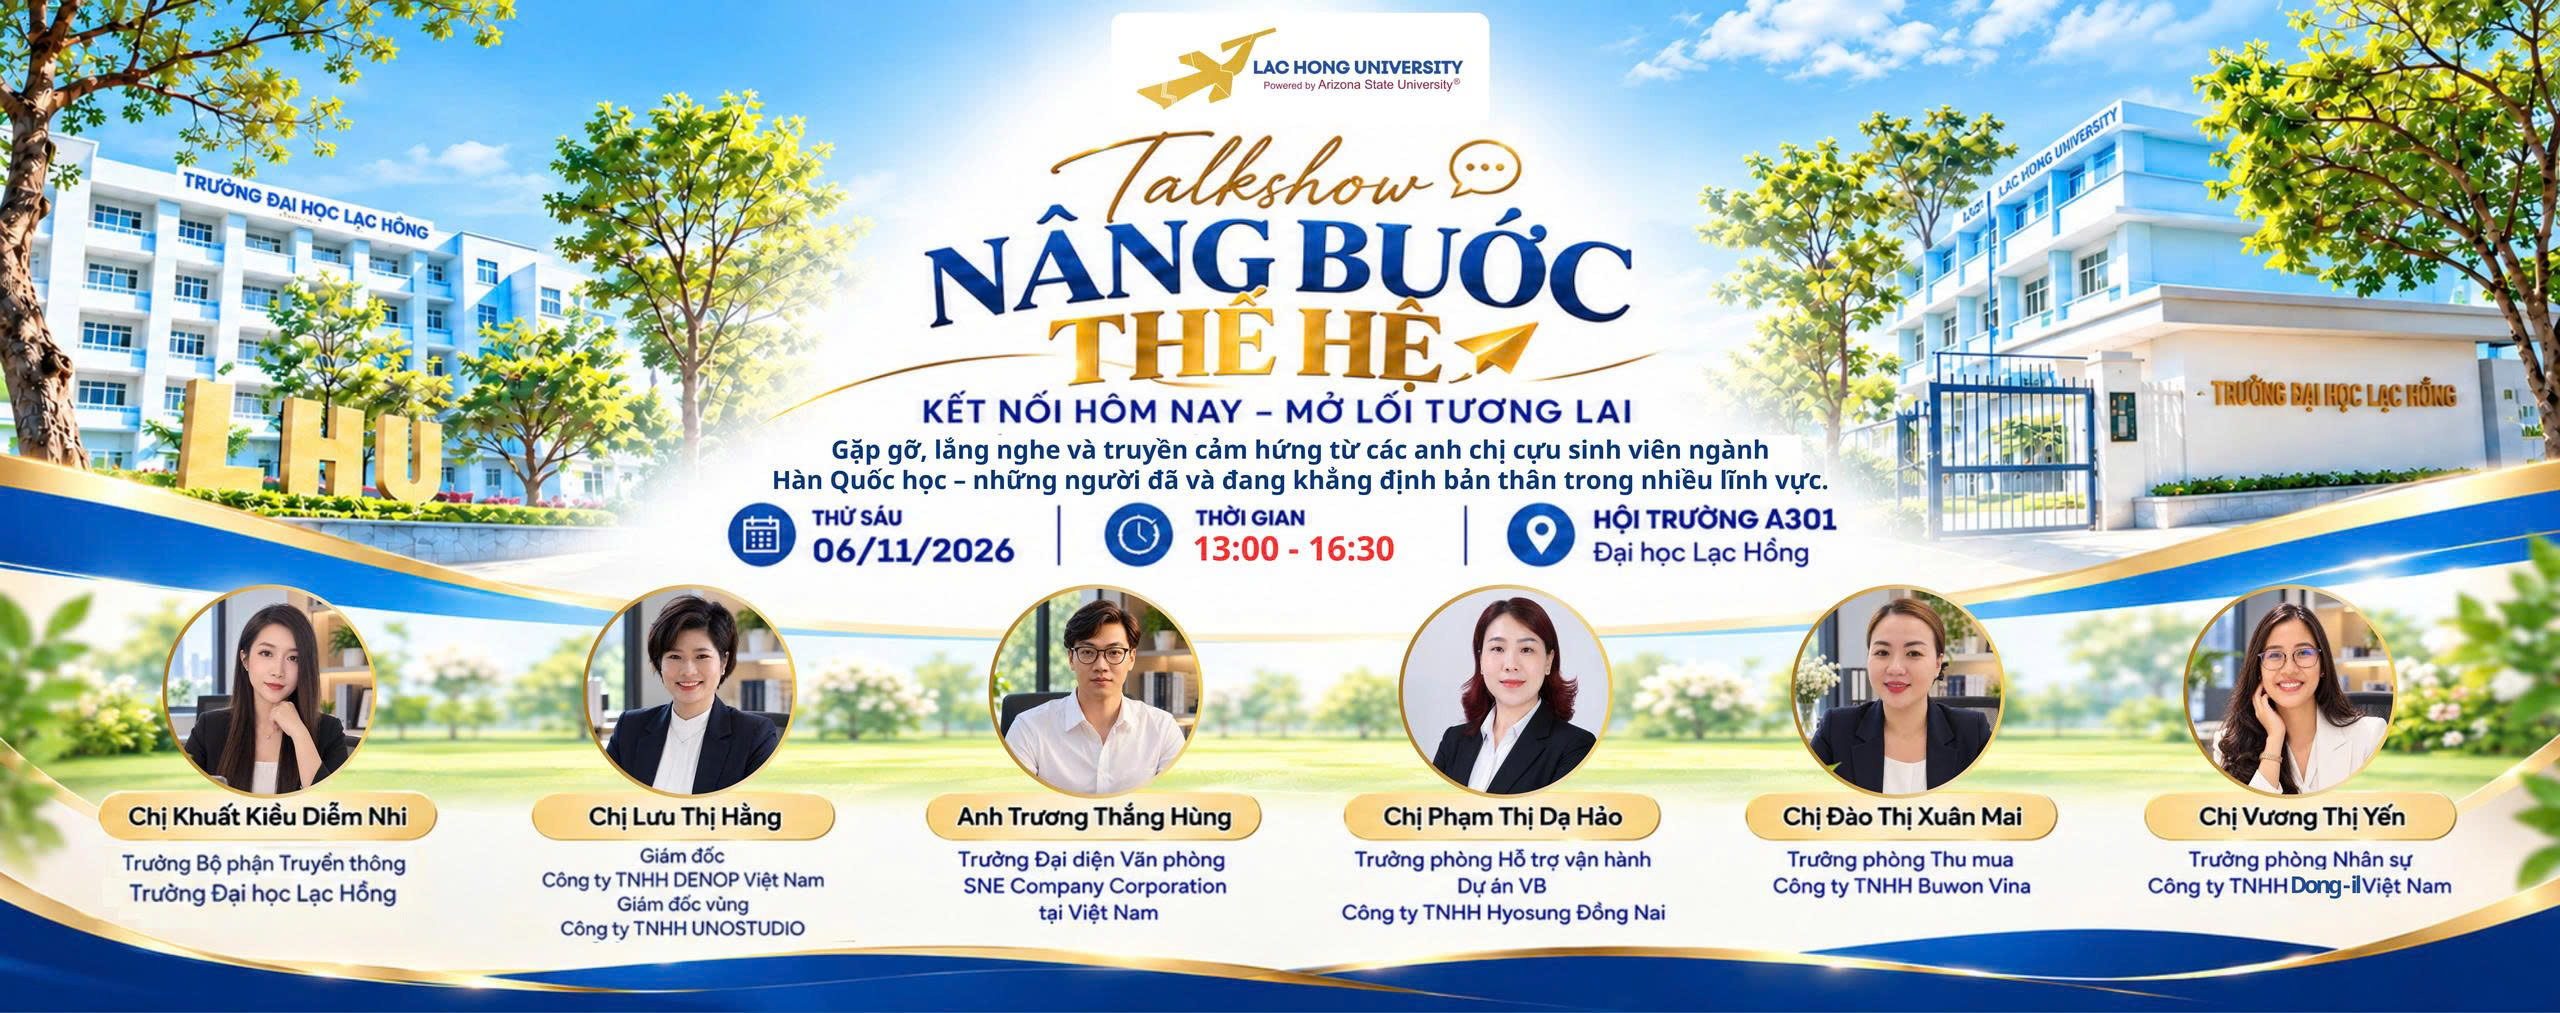 LAC HONG UNIVERSITY
Powered by Arizona State University®
Talkshow
NÂNG BƯỚC
THẾ HỆ
KẾT NỐI HÔM NAY – MỞ LỐI TƯƠNG LAI
Gặp gỡ, lắng nghe và truyền cảm hứng từ các anh chị cựu sinh viên ngành
Hàn Quốc học – những người đã và đang khẳng định bản thân trong nhiều lĩnh vực.
THỨ SÁU
06/11/2026
THỜI GIAN
13:00 - 16:30
HỘI TRƯỜNG A301
Đại học Lạc Hồng
TRƯỜNG ĐẠI HỌC LẠC HỒNG
LHU
LAC HONG UNIVERSITY
TRƯỜNG ĐẠI HỌC LẠC HỒNG
Chị Khuất Kiều Diễm Nhi
Trưởng Bộ phận Truyền thông
Trường Đại học Lạc Hồng
Chị Lưu Thị Hằng
Giám đốc
Công ty TNHH DENOP Việt Nam
Giám đốc vùng
Công ty TNHH UNOSTUDIO
Anh Trương Thắng Hùng
Trưởng Đại diện Văn phòng
SNE Company Corporation
tại Việt Nam
Chị Phạm Thị Dạ Hảo
Trưởng phòng Hỗ trợ vận hành
Dự án VB
Công ty TNHH Hyosung Đồng Nai
Chị Đào Thị Xuân Mai
Trưởng phòng Thu mua
Công ty TNHH Buwon Vina
Chị Vương Thị Yến
Trưởng phòng Nhân sự
Công ty TNHH Dong-il Việt Nam